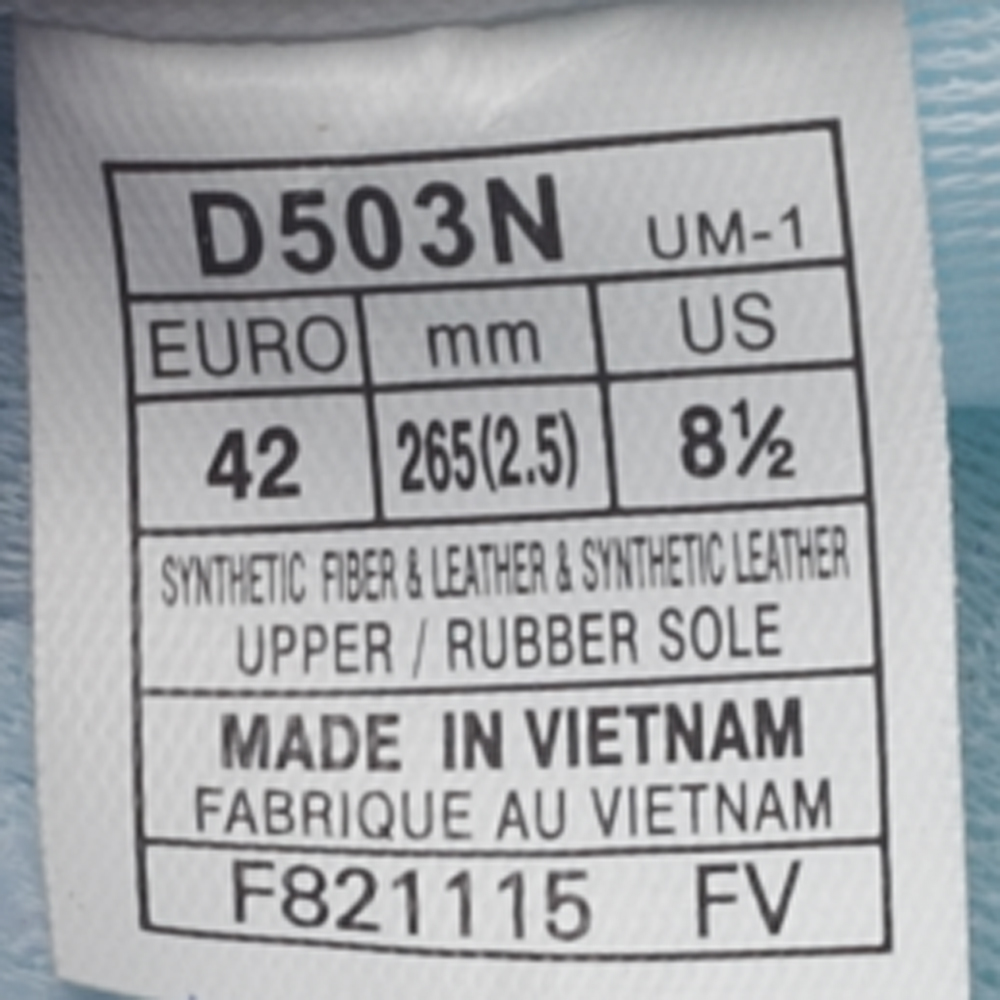 D503N UM-1
EURO mm US
42 265(2.5) 8½
SYNTHETIC FIBER & LEATHER & SYNTHETIC LEATHER
UPPER / RUBBER SOLE
MADE IN VIETNAM
FABRIQUE AU VIETNAM
F821115 FV